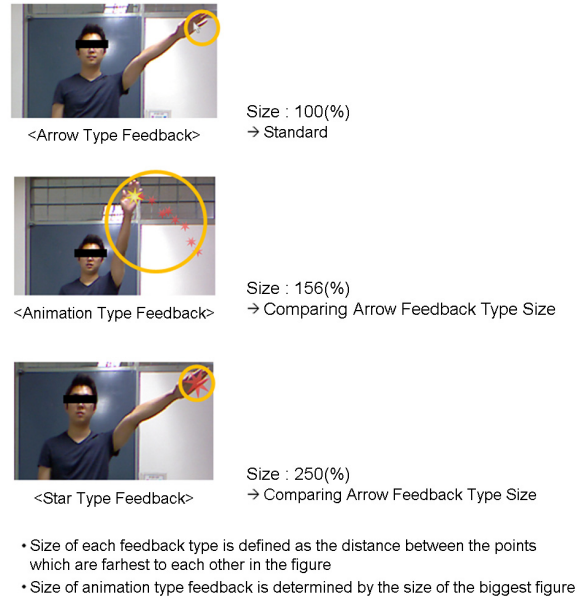 Size : 100(%)
<Arrow Type Feedback>
→ Standard
Size : 156(%)
<Animation Type Feedback>
→ Comparing Arrow Feedback Type Size
Size : 250(%)
<Star Type Feedback>
→ Comparing Arrow Feedback Type Size
• Size of each feedback type is defined as the distance between the points
which are farhest to each other in the figure
• Size of animation type feedback is determined by the size of the biggest figure